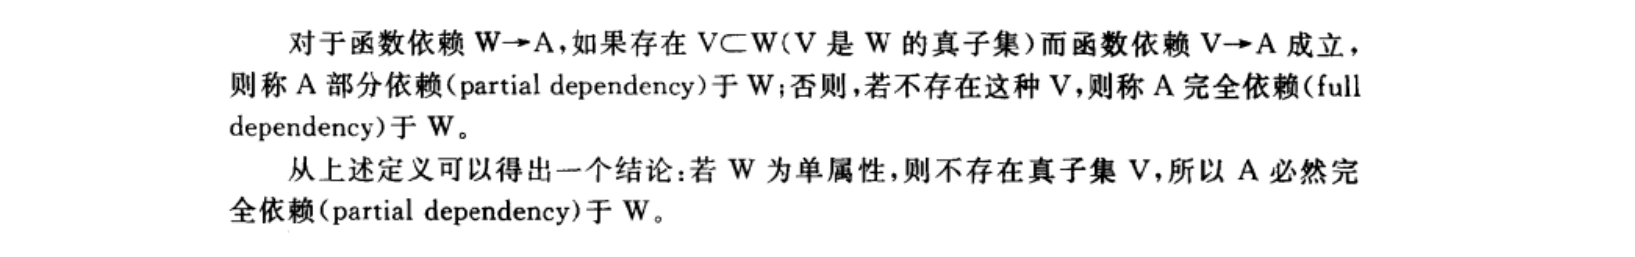 对于函数依赖 W→A,如果存在 V⊂W(V 是 W 的真子集)而函数依赖 V→A 成立,
则称 A 部分依赖(partial dependency)于 W;否则,若不存在这种 V,则称 A 完全依赖(full
dependency)于 W。
从上述定义可以得出一个结论:若 W 为单属性,则不存在真子集 V,所以 A 必然完
全依赖(partial dependency)于 W。